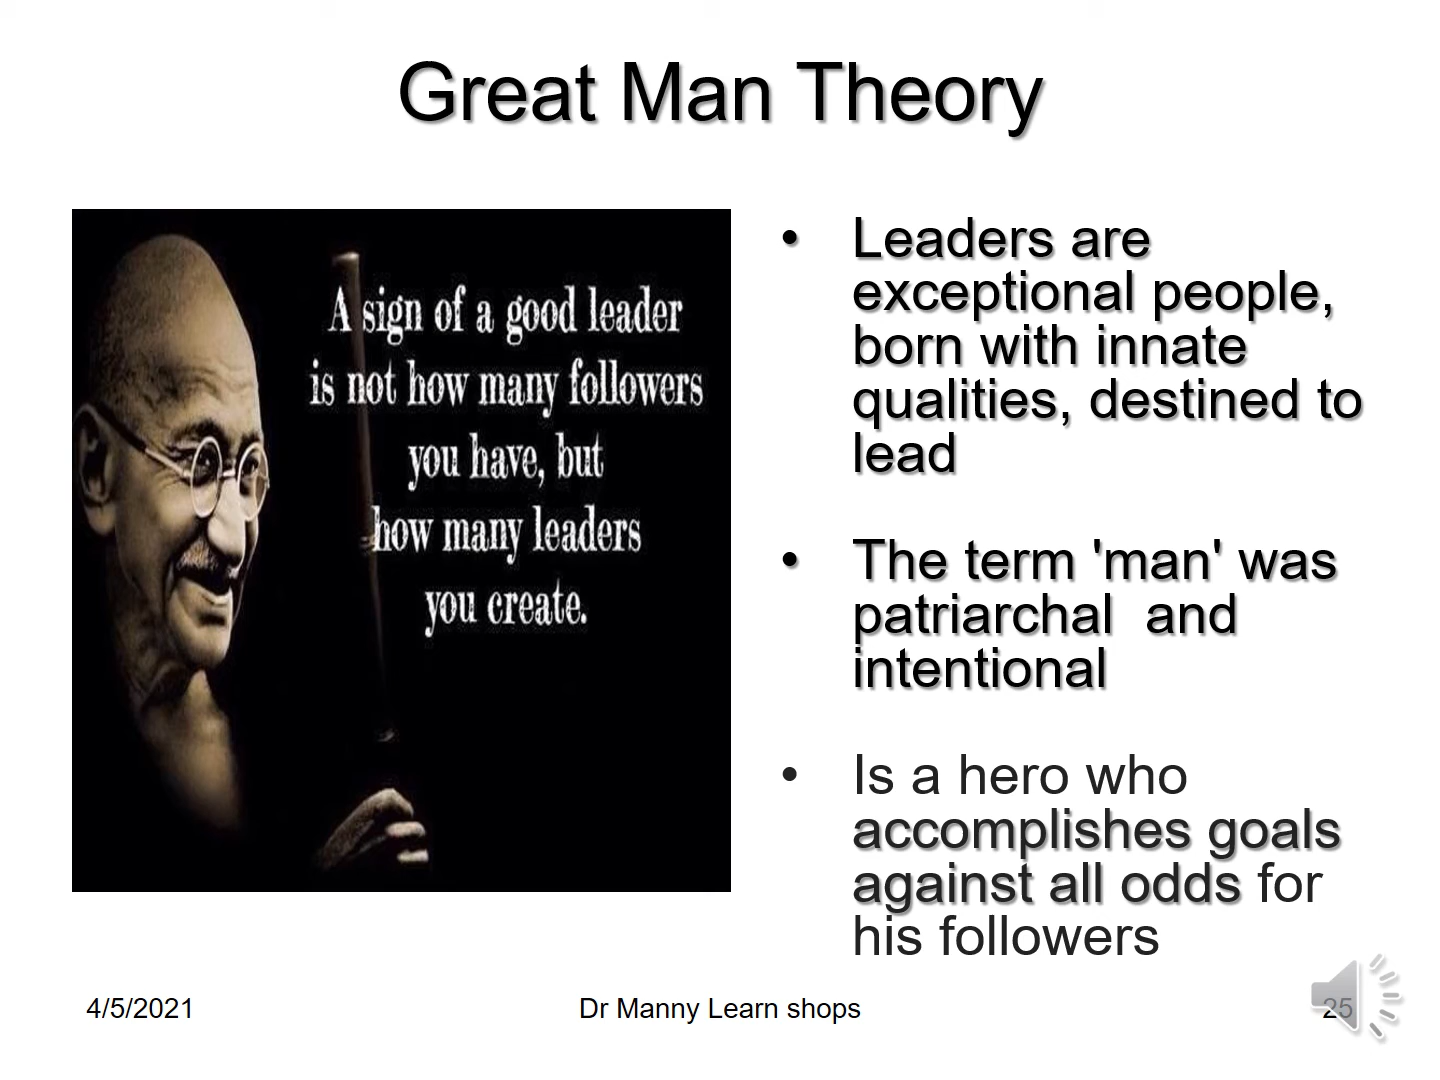 Great Man Theory
A sign of a good leader
is not how many followers
you have, but
how many leaders
you create.
• Leaders are
exceptional people,
born with innate
qualities, destined to
lead
• The term 'man' was
patriarchal  and
intentional
• Is a hero who
accomplishes goals
against all odds for
his followers
4/5/2021
Dr Manny Learn shops
25